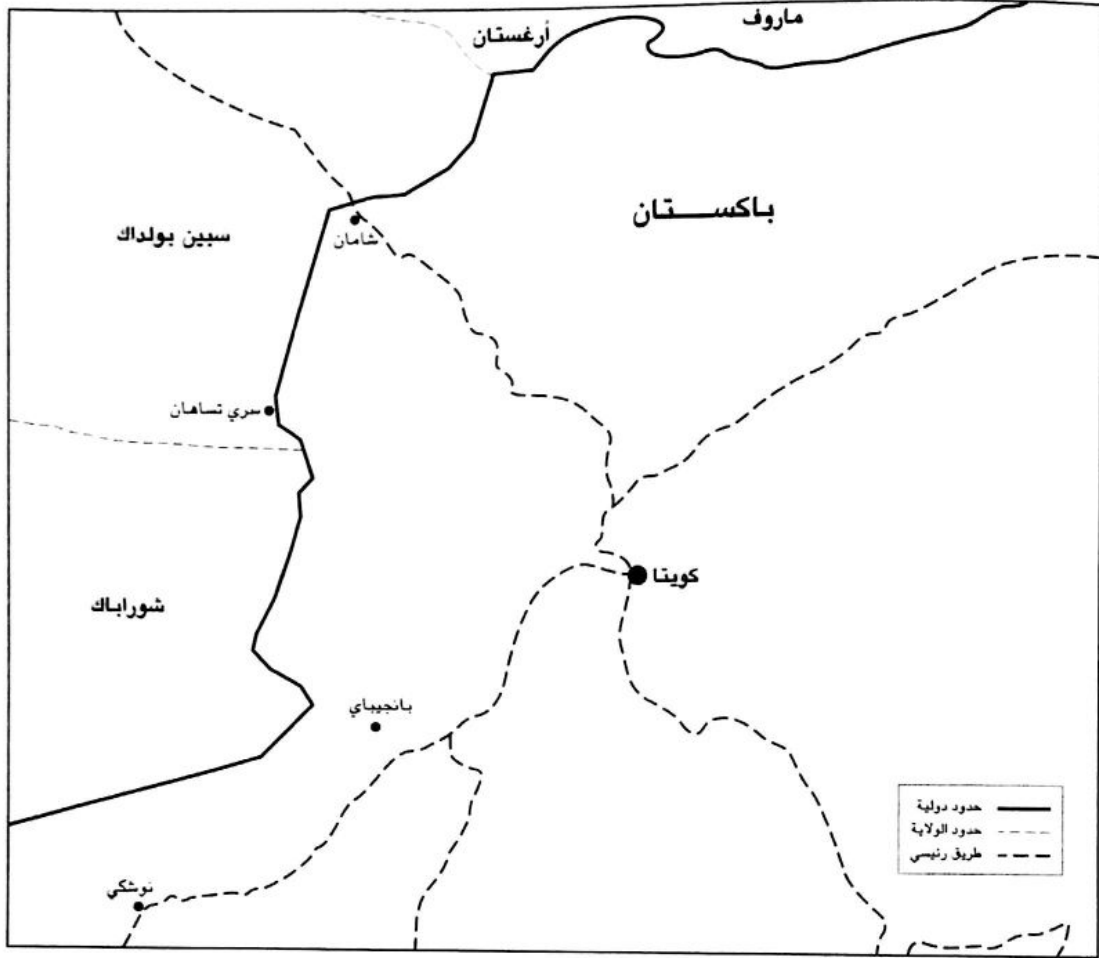 ماروف
أرغستان
باكستان
سبين بولداك
شامان
سري تساهان
كويتا
شوراباك
بانجيباي
نوشكي
حدود دولية
حدود الولاية
طريق رئيسي